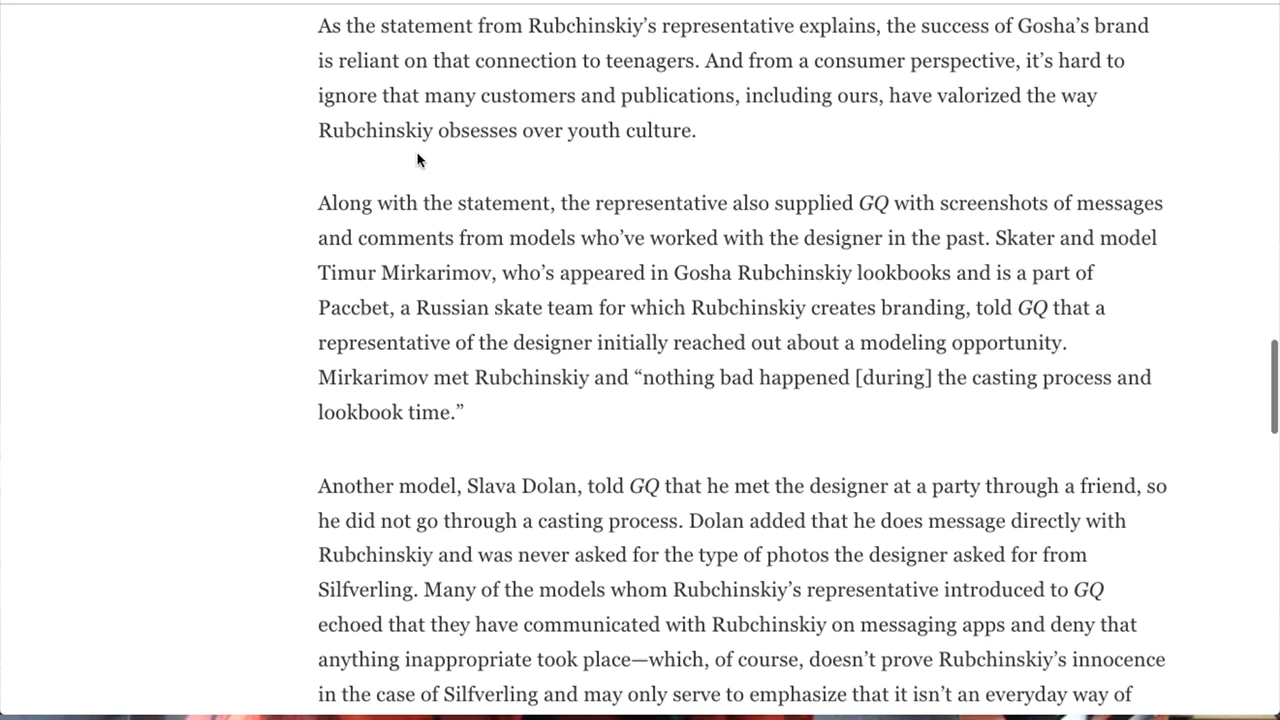 As the statement from Rubchinskiy’s representative explains, the success of Gosha’s brand
is reliant on that connection to teenagers. And from a consumer perspective, it’s hard to
ignore that many customers and publications, including ours, have valorized the way
Rubchinskiy obsesses over youth culture.
Along with the statement, the representative also supplied GQ with screenshots of messages
and comments from models who’ve worked with the designer in the past. Skater and model
Timur Mirkarimov, who’s appeared in Gosha Rubchinskiy lookbooks and is a part of
Paccbet, a Russian skate team for which Rubchinskiy creates branding, told GQ that a
representative of the designer initially reached out about a modeling opportunity.
Mirkarimov met Rubchinskiy and “nothing bad happened [during] the casting process and
lookbook time.”
Another model, Slava Dolan, told GQ that he met the designer at a party through a friend, so
he did not go through a casting process. Dolan added that he does message directly with
Rubchinskiy and was never asked for the type of photos the designer asked for from
Silfverling. Many of the models whom Rubchinskiy’s representative introduced to GQ
echoed that they have communicated with Rubchinskiy on messaging apps and deny that
anything inappropriate took place—which, of course, doesn’t prove Rubchinskiy’s innocence
in the case of Silfverling and may only serve to emphasize that it isn’t an everyday way of